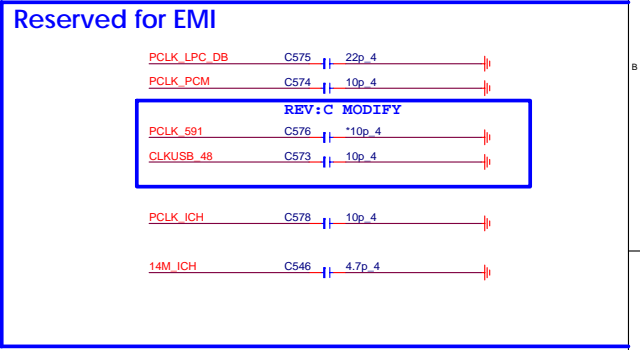 Reserved for EMI
PCLK_LPC_DB C575 22p_4
B
PCLK_PCM C574 10p_4
REV:C MODIFY
PCLK_591 C576 *10p_4
CLKUSB_48 C573 10p_4
PCLK_ICH C578 10p_4
14M_ICH C546 4.7p_4